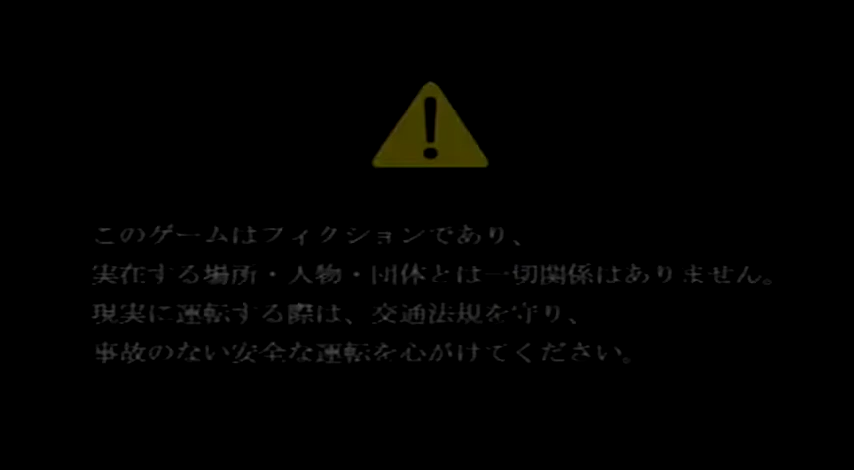 このゲームはフィクションであり、
実在する場所・人物・団体とは一切関係はありません。
現実に運転する際は、交通法規を守り、
事故のない安全な運転を心がけてください。